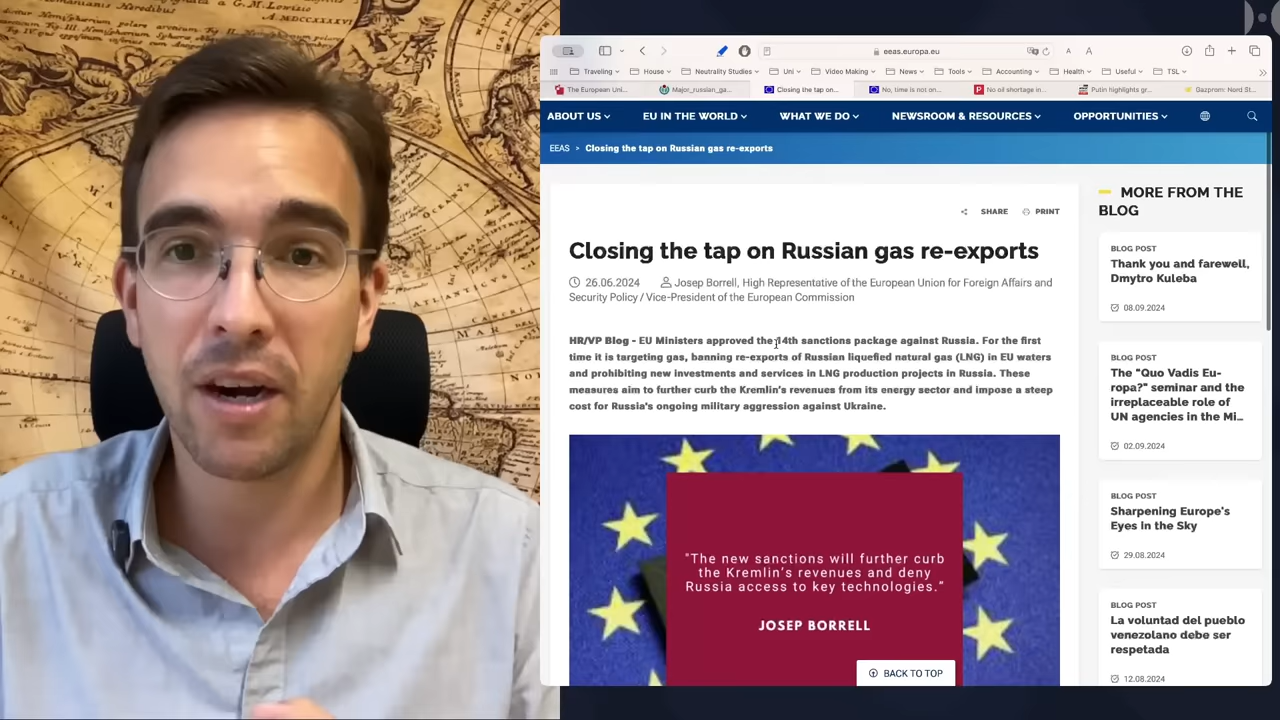 eeas.europa.eu
A A
Traveling House Neutrality Studies Uni Video Making News Tools Accounting Health Useful TSL
The European Uni... Major_russian_ga... Closing the tap on... No, time is not on... No oil shortage in... Putin highlights gr... Gazprom: Nord St...
ABOUT US EU IN THE WORLD WHAT WE DO NEWSROOM & RESOURCES OPPORTUNITIES
EEAS > Closing the tap on Russian gas re-exports
SHARE PRINT
Closing the tap on Russian gas re-exports
26.06.2024 Josep Borrell, High Representative of the European Union for Foreign Affairs and
Security Policy / Vice-President of the European Commission
HR/VP Blog - EU Ministers approved the 14th sanctions package against Russia. For the first
time it is targeting gas, banning re-exports of Russian liquefied natural gas (LNG) in EU waters
and prohibiting new investments and services in LNG production projects in Russia. These
measures aim to further curb the Kremlin's revenues from its energy sector and impose a steep
cost for Russia's ongoing military aggression against Ukraine.
"The new sanctions will further curb
the Kremlin's revenues and deny
Russia access to key technologies."
JOSEP BORRELL
BACK TO TOP
MORE FROM THE
BLOG
BLOG POST
Thank you and farewell,
Dmytro Kuleba
08.09.2024
BLOG POST
The "Quo Vadis Eu-
ropa?" seminar and the
irreplaceable role of
UN agencies in the Mi...
02.09.2024
BLOG POST
Sharpening Europe's
Eyes in the Sky
29.08.2024
BLOG POST
La voluntad del pueblo
venezolano debe ser
respetada
12.08.2024